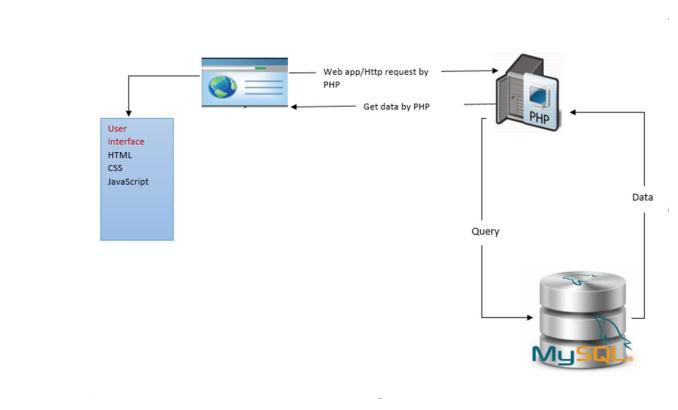 Web app/Http request by
PHP
Get data by PHP
PHP
User
interface
HTML
CSS
JavaScript
Data
Query
MySQL